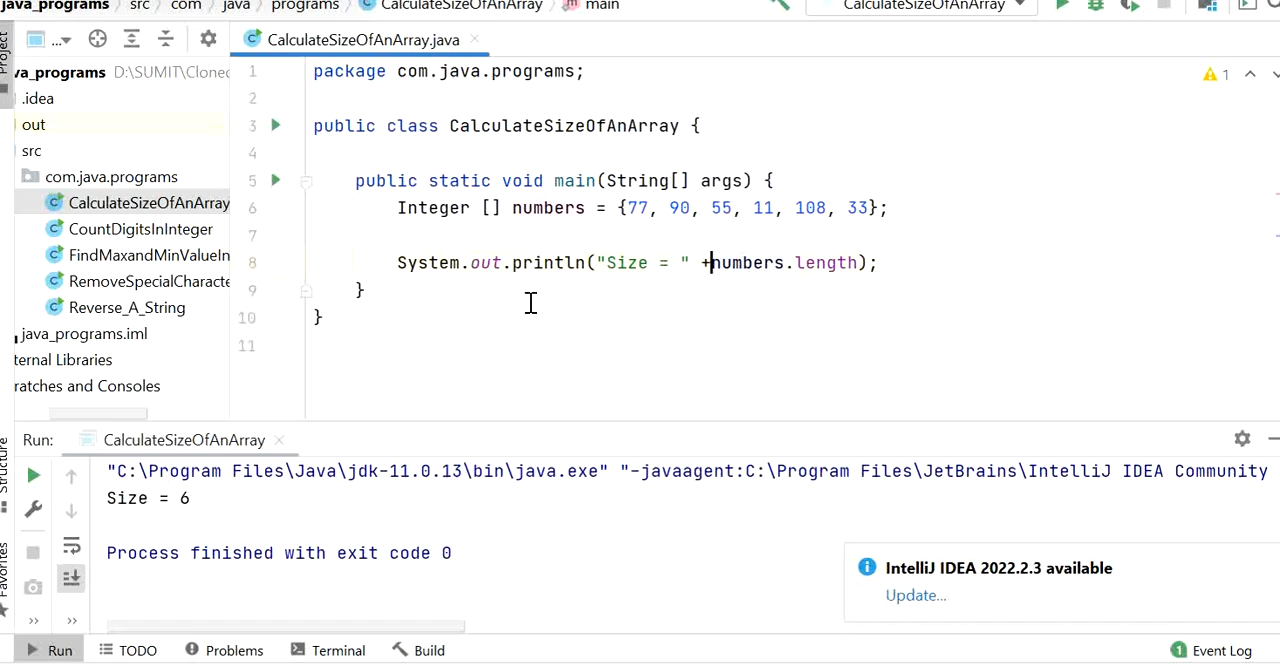 java_programs › src › com › java › programs › CalculateSizeOfAnArray › main
CalculateSizeOfAnArray
Project
...
CalculateSizeOfAnArray.java
va_programs D:\SUMIT\Cloned
.idea
out
src
com.java.programs
CalculateSizeOfAnArray
CountDigitsInInteger
FindMaxandMinValueIn
RemoveSpecialCharacte
Reverse_A_String
java_programs.iml
ternal Libraries
ratches and Consoles
1 package com.java.programs;
2
3 public class CalculateSizeOfAnArray {
4
5 public static void main(String[] args) {
6 Integer [] numbers = {77, 90, 55, 11, 108, 33};
7
8 System.out.println("Size = " +numbers.length);
9 }
10 }
11
1
Run: CalculateSizeOfAnArray
Structure
Favorites
"C:\Program Files\Java\jdk-11.0.13\bin\java.exe" "-javaagent:C:\Program Files\JetBrains\IntelliJ IDEA Community
Size = 6
Process finished with exit code 0
IntelliJ IDEA 2022.2.3 available
Update...
Run TODO Problems Terminal Build 1 Event Log